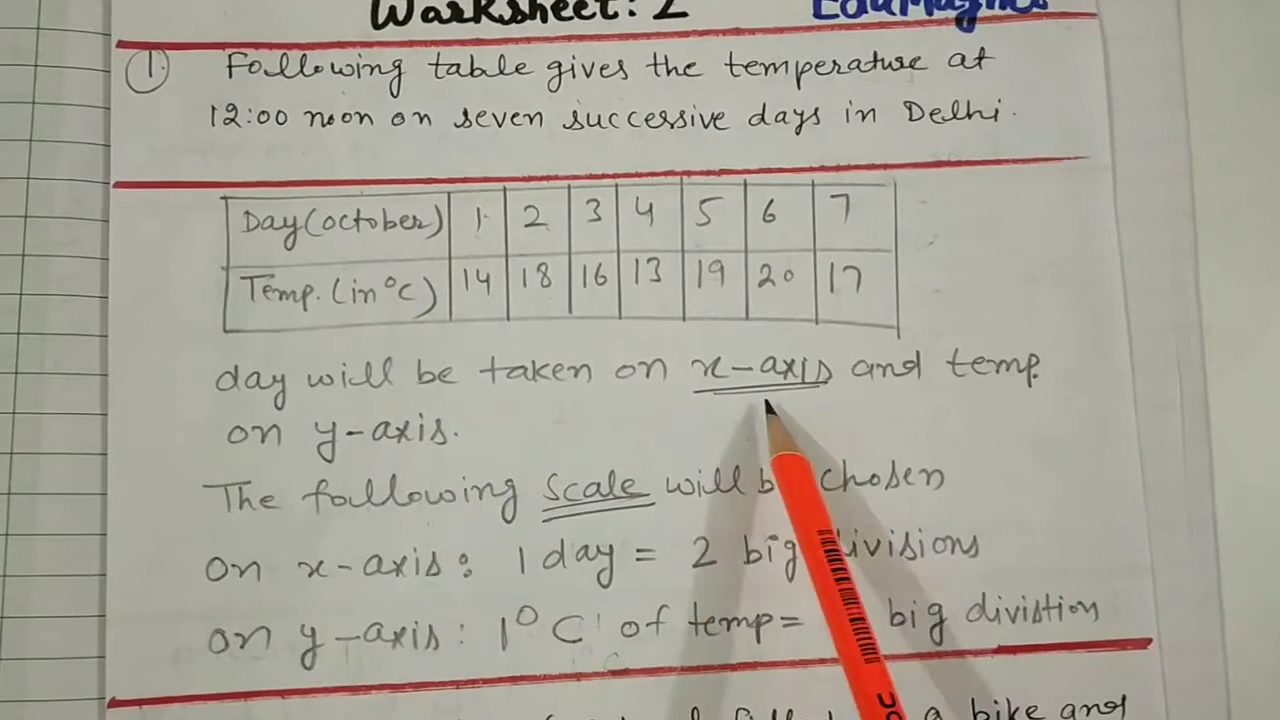 Worksheet: 2
① Following table gives the temperature at
12:00 noon on seven successive days in Delhi.
Day (October) 1 2 3 4 5 6 7
Temp. (in °C) 14 18 16 13 19 20 17
day will be taken on x-axis and temp.
on y-axis.
The following scale will b chosen
on x-axis: 1 day = 2 big divisions
on y-axis: 1°C of temp = big divistion
a bike and